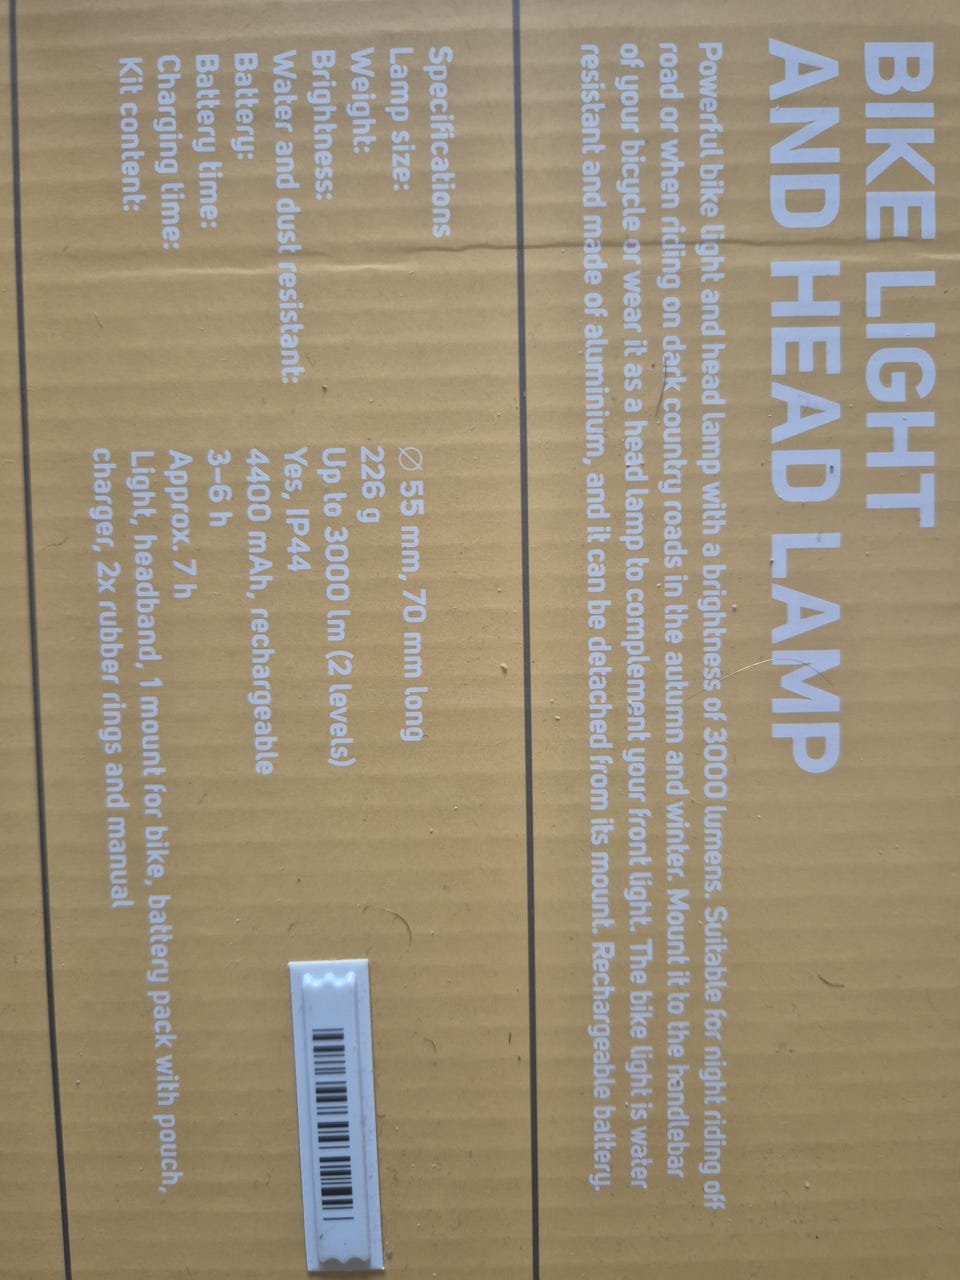 BIKE LIGHT
AND HEAD LAMP
Powerful bike light and head lamp with a brightness of 3000 lumens. Suitable for night riding off
road or when riding on dark country roads in the autumn and winter. Mount it to the handlebar
of your bicycle or wear it as a head lamp to complement your front light. The bike light is water
resistant and made of aluminium, and it can be detached from its mount. Rechargeable battery.
Specifications
Lamp size: Ø 55 mm, 70 mm long
Weight: 226 g
Brightness: Up to 3000 lm (2 levels)
Water and dust resistant: Yes, IP44
Battery: 4400 mAh, rechargeable
Battery time: 3–6 h
Charging time: Approx. 7 h
Kit content: Light, headband, 1 mount for bike, battery pack with pouch,
charger, 2x rubber rings and manual